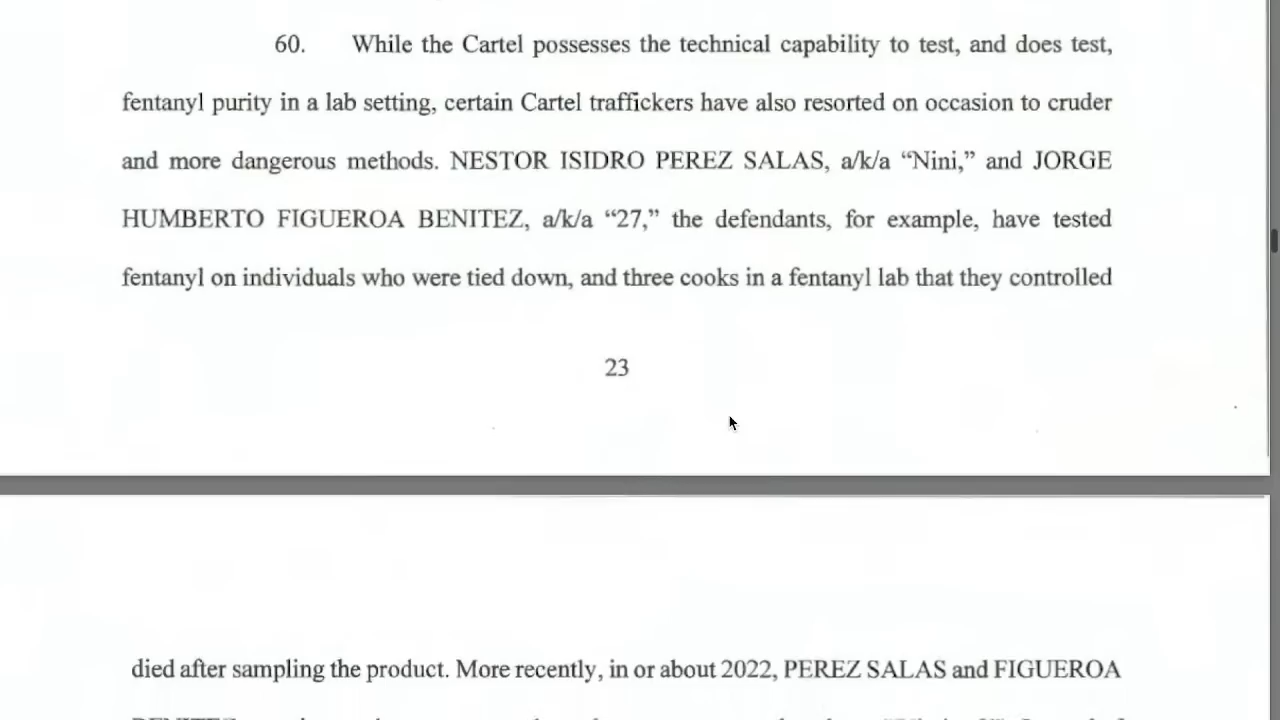 60. While the Cartel possesses the technical capability to test, and does test,
fentanyl purity in a lab setting, certain Cartel traffickers have also resorted on occasion to cruder
and more dangerous methods. NESTOR ISIDRO PEREZ SALAS, a/k/a “Nini,” and JORGE
HUMBERTO FIGUEROA BENITEZ, a/k/a “27,” the defendants, for example, have tested
fentanyl on individuals who were tied down, and three cooks in a fentanyl lab that they controlled
23
died after sampling the product. More recently, in or about 2022, PEREZ SALAS and FIGUEROA